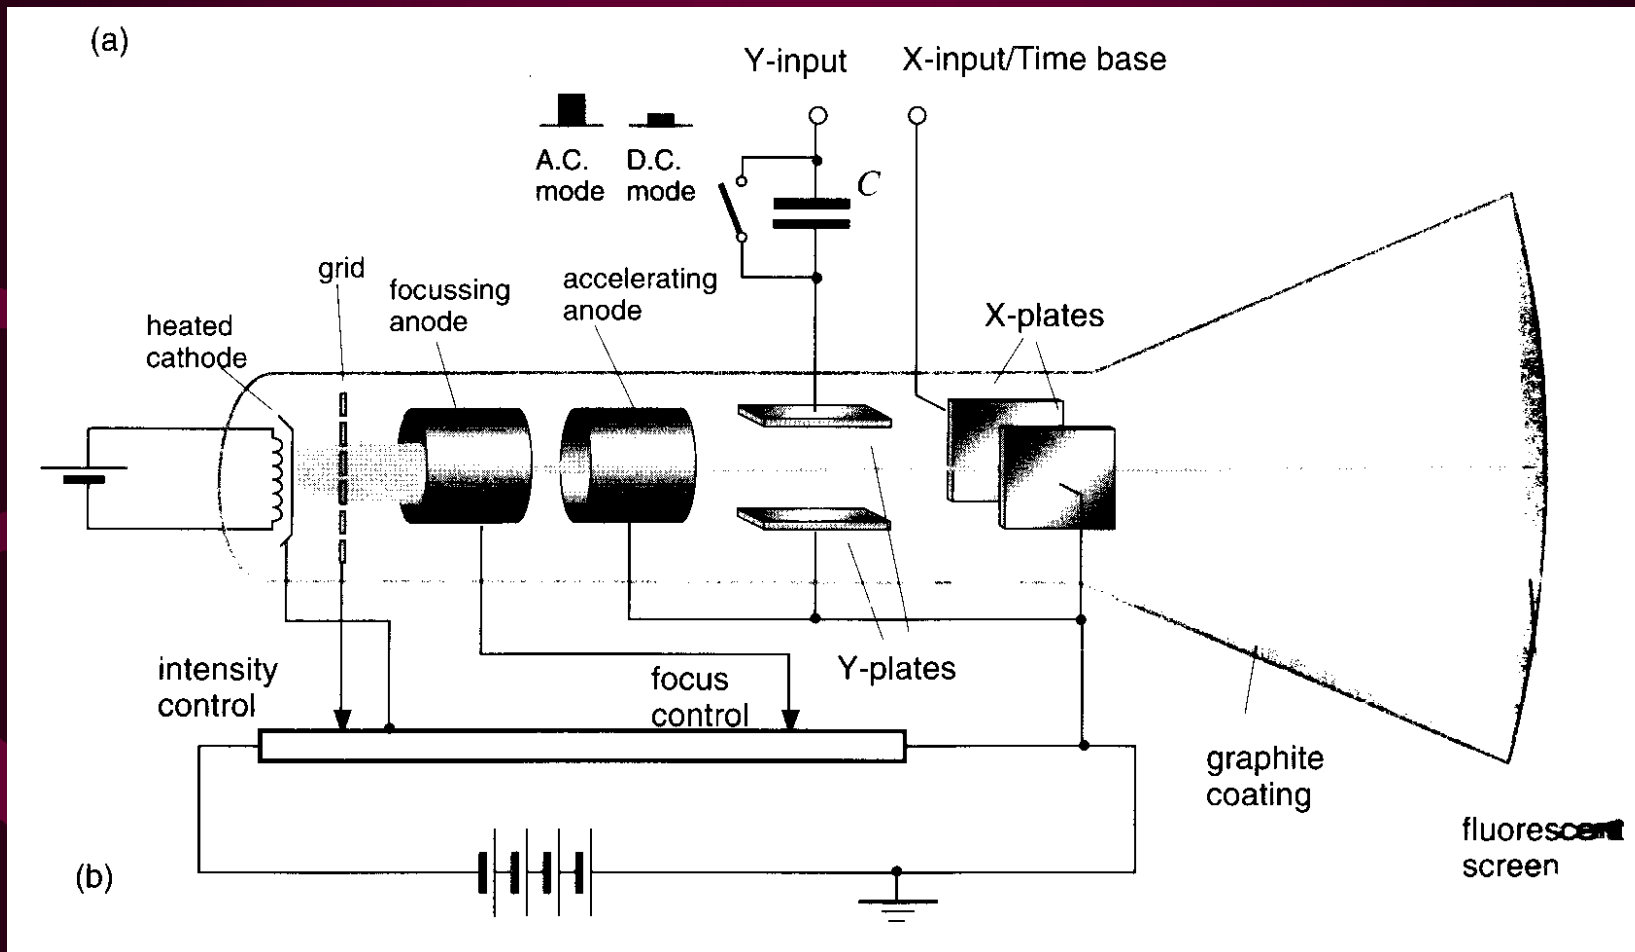 (a)
Y-input
X-input/Time base
A.C.
mode
D.C.
mode
C
grid
focussing
anode
accelerating
anode
heated
cathode
X-plates
intensity
control
focus
control
Y-plates
graphite
coating
fluorescent
screen
(b)